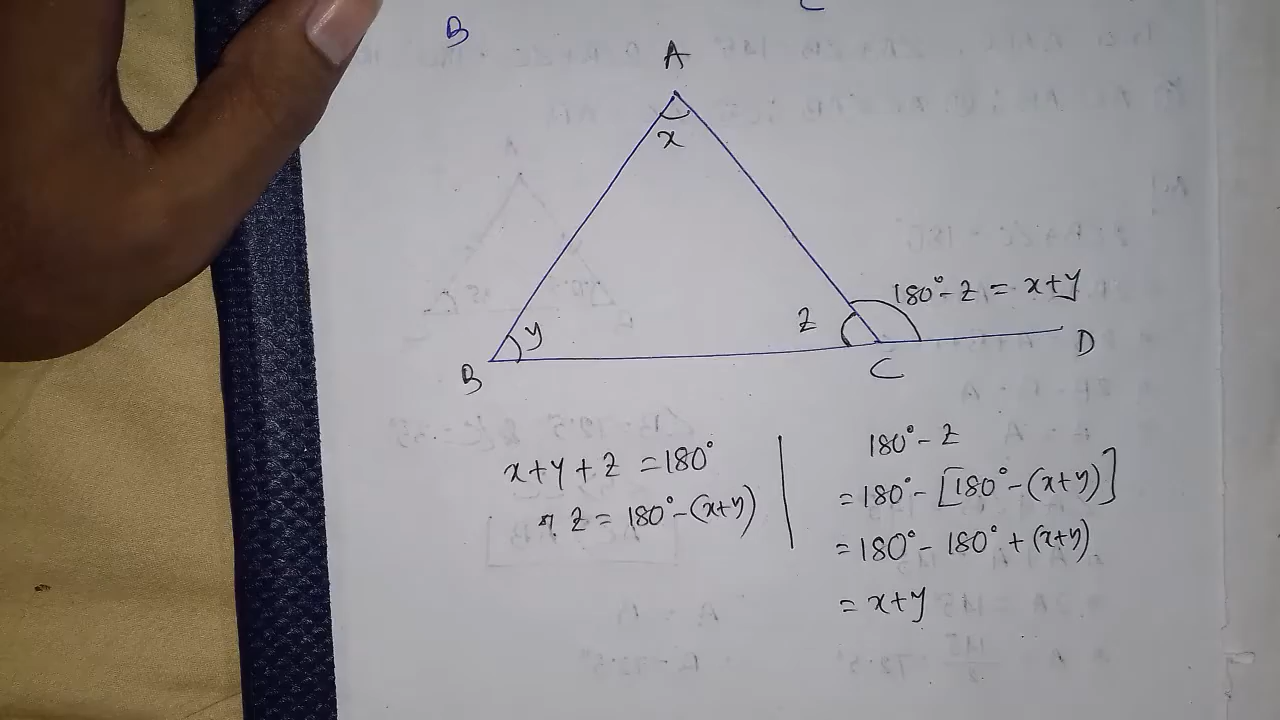 B
A
x
180° - z = x+y
y
z
B
C
D
x+y+z = 180°
z = 180° - (x+y)
180° - z
= 180° - [180° - (x+y)]
= 180° - 180° + (x+y)
= x+y